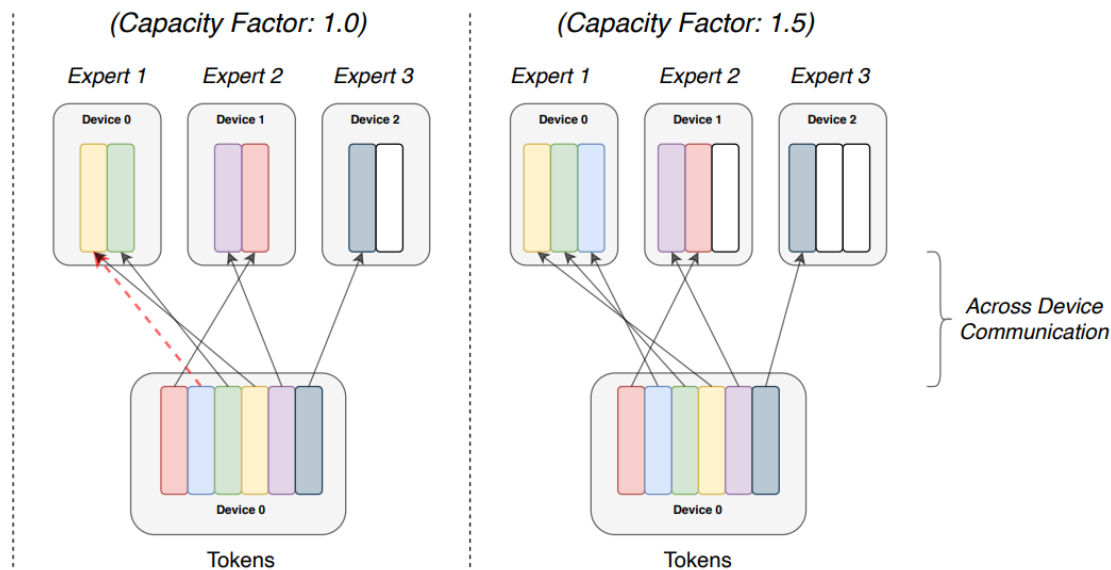 (Capacity Factor: 1.0)
Expert 1
Expert 2
Expert 3
Device 0
Device 1
Device 2
Device 0
Tokens
(Capacity Factor: 1.5)
Expert 1
Expert 2
Expert 3
Device 0
Device 1
Device 2
Device 0
Tokens
Across Device
Communication